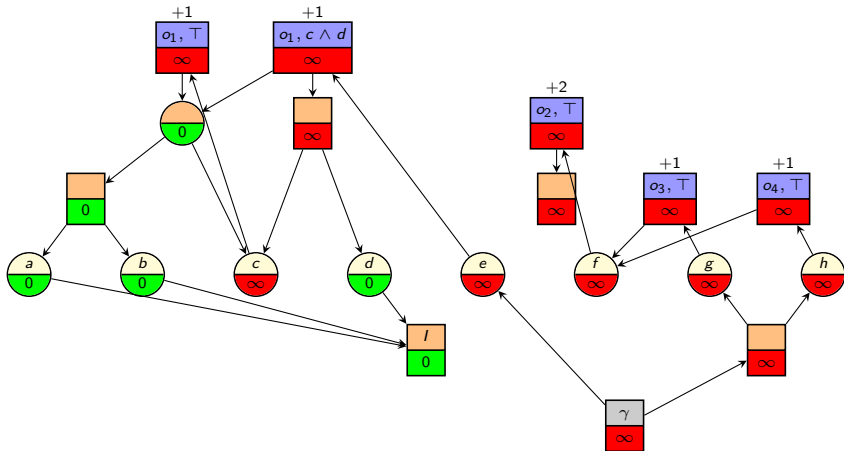 +1 +1
o₁, ⊤ o₁, c ∧ d
∞ ∞
+2
o₂, ⊤
0 ∞ ∞
+1 +1
o₃, ⊤ o₄, ⊤
0 ∞ ∞ ∞
a b c d e f g h
0 0 ∞ 0 ∞ ∞ ∞ ∞
I
0 ∞
γ
∞